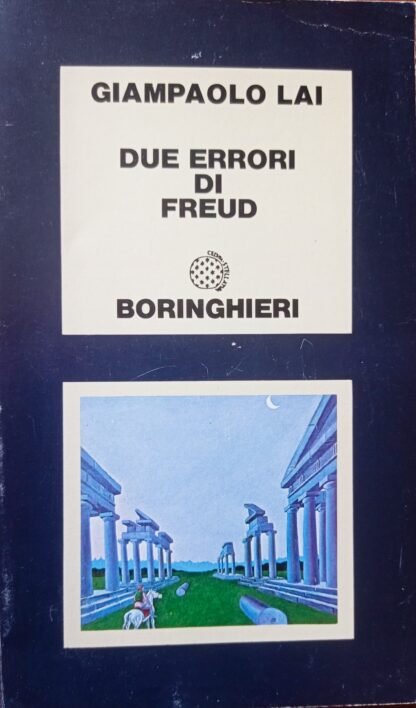 GIAMPAOLO LAI
DUE ERRORI
DI
FREUD
BORINGHIERI